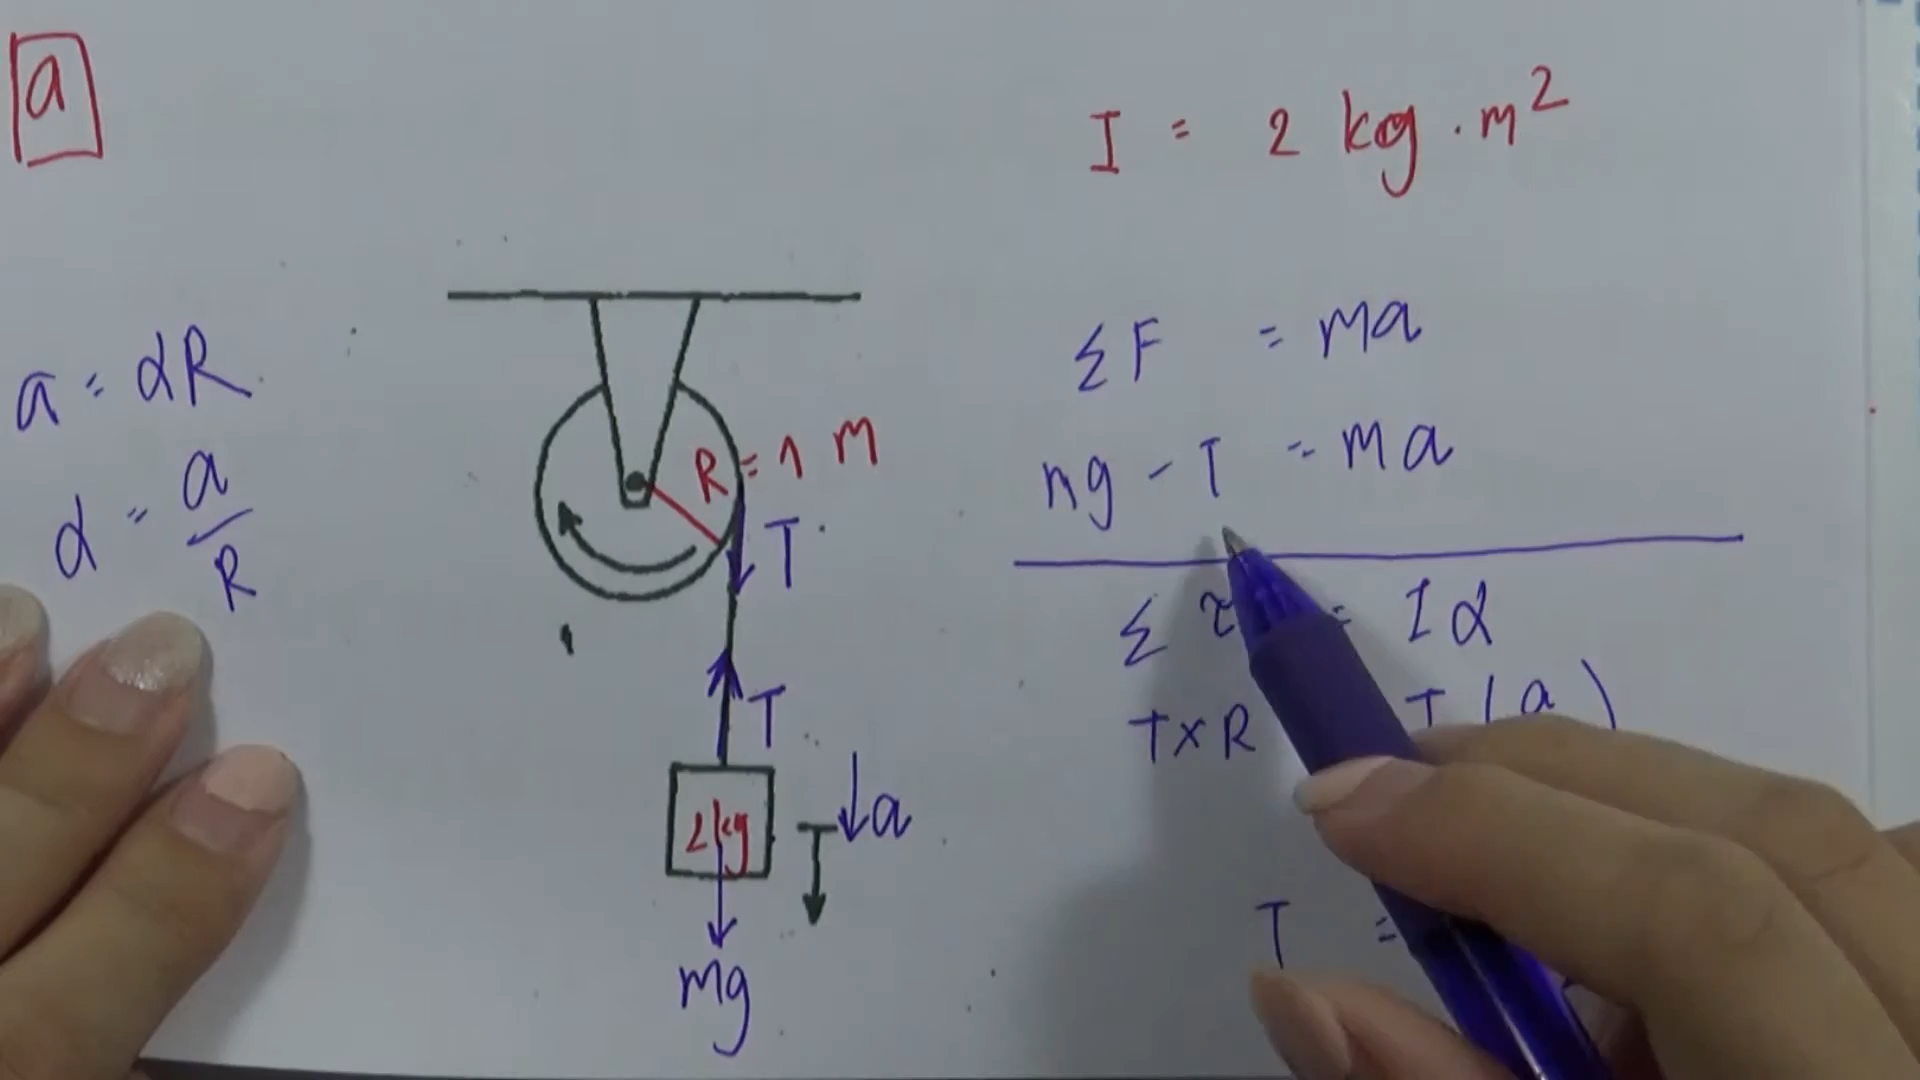 a
I = 2 kg . m²
a = αR
α = a/R
R = 1 m
T
T
2kg
a
mg
ΣF = ma
mg - T = ma
Στ = Iα
T×R I ( a )
T =